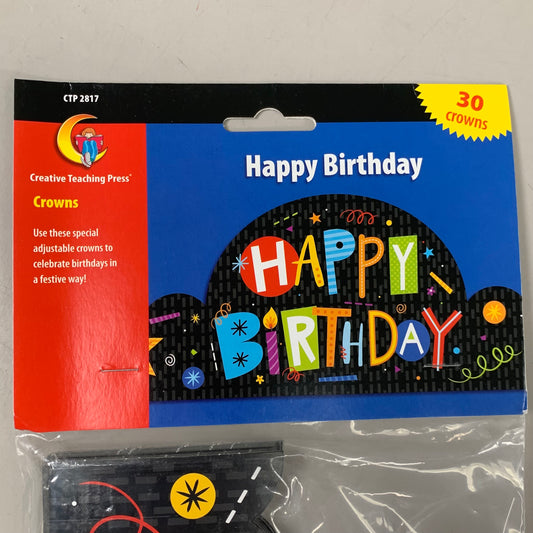 CTP 2817
30
crowns
Creative Teaching Press®
Crowns
Use these special
adjustable crowns to
celebrate birthdays in
a festive way!
Happy Birthday
HAPPY
BiRTHDAY